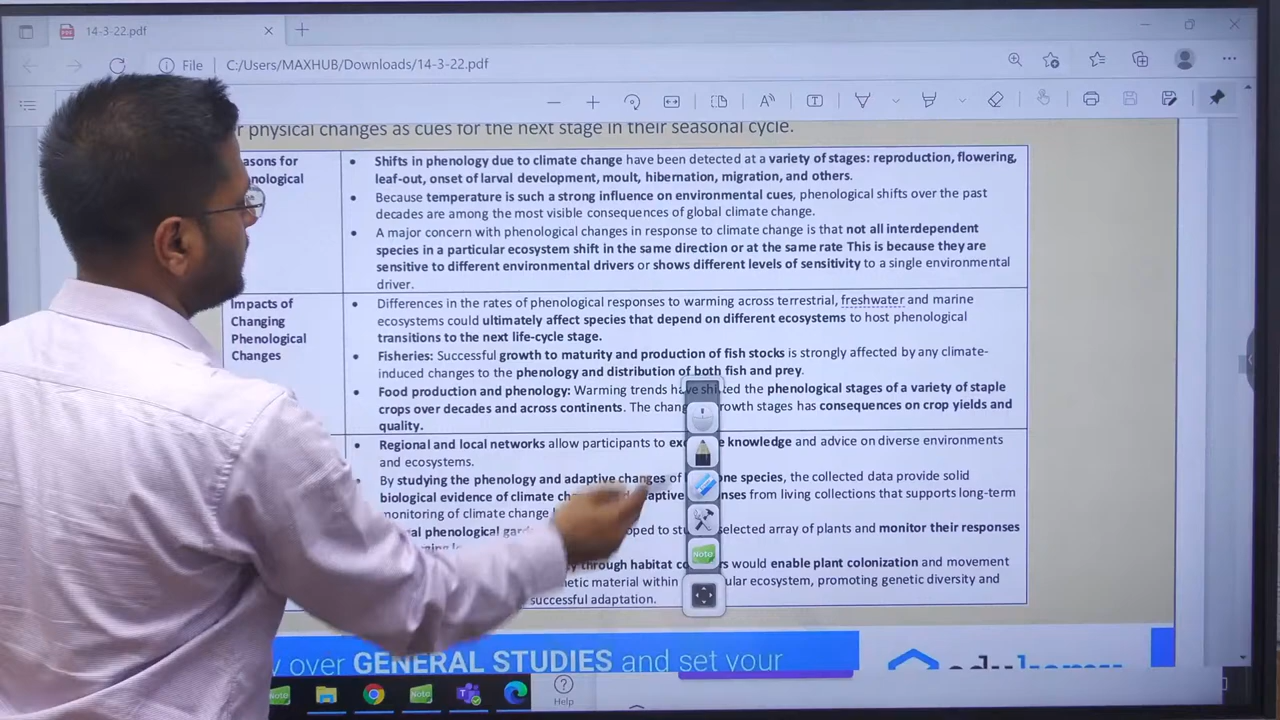 14-3-22.pdf
File
C:/Users/MAXHUB/Downloads/14-3-22.pdf
physical changes as cues for the next stage in their seasonal cycle.
Shifts in phenology due to climate change have been detected at a variety of stages: reproduction, flowering,
leaf-out, onset of larval development, moult, hibernation, migration, and others.
Because temperature is such a strong influence on environmental cues, phenological shifts over the past
decades are among the most visible consequences of global climate change.
A major concern with phenological changes in response to climate change is that not all interdependent
species in a particular ecosystem shift in the same direction or at the same rate This is because they are
sensitive to different environmental drivers or shows different levels of sensitivity to a single environmental
driver.
Impacts of
Changing
Phenological
Changes
Differences in the rates of phenological responses to warming across terrestrial, freshwater and marine
ecosystems could ultimately affect species that depend on different ecosystems to host phenological
transitions to the next life-cycle stage.
Fisheries: Successful growth to maturity and production of fish stocks is strongly affected by any climate-
induced changes to the phenology and distribution of both fish and prey.
Food production and phenology: Warming trends have shifted the phenological stages of a variety of staple
crops over decades and across continents. The growth stages has consequences on crop yields and
quality.
Regional and local networks allow participants to knowledge and advice on diverse environments
and ecosystems.
By studying the phenology and adaptive changes of species, the collected data provide solid
biological evidence of climate from living collections that supports long-term
monitoring of climate change
phenological selected array of plants and monitor their responses
through habitat would enable plant colonization and movement
material within ecosystem, promoting genetic diversity and
successful adaptation.
Note
over GENERAL STUDIES and set your
Help